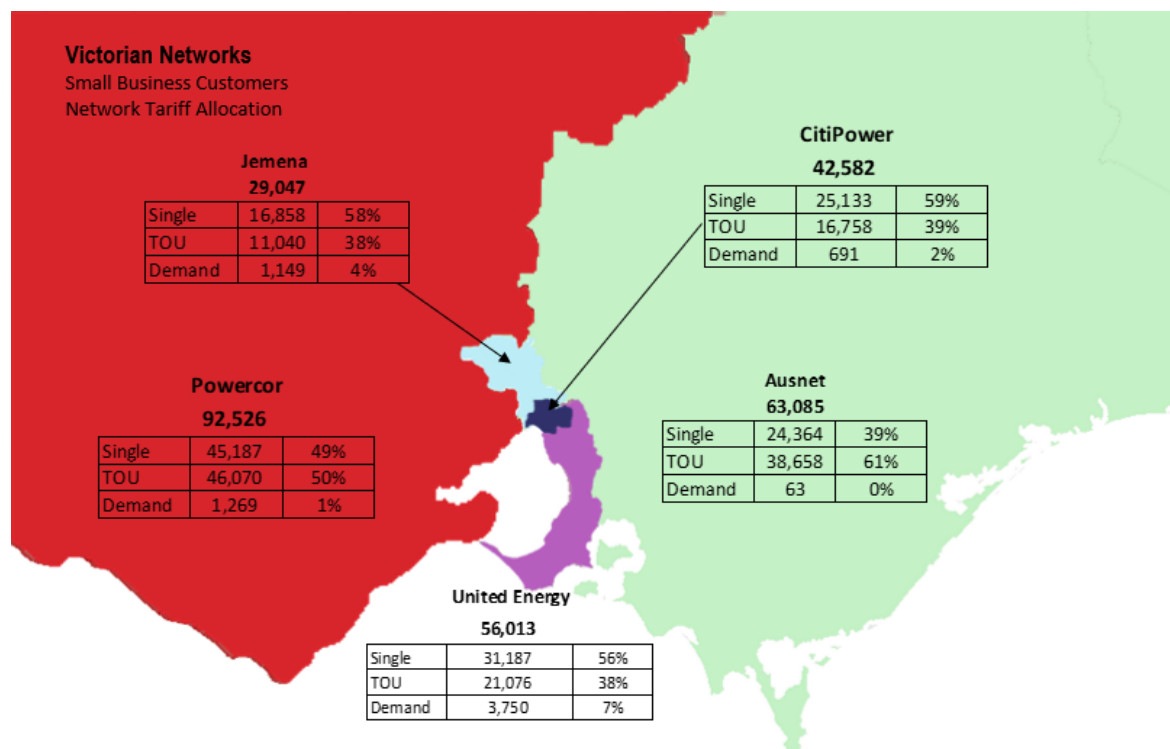 Victorian Networks
Small Business Customers
Network Tariff Allocation
Jemena
29,047
Single 16,858 58%
TOU 11,040 38%
Demand 1,149 4%
CitiPower
42,582
Single 25,133 59%
TOU 16,758 39%
Demand 691 2%
Powercor
92,526
Single 45,187 49%
TOU 46,070 50%
Demand 1,269 1%
Ausnet
63,085
Single 24,364 39%
TOU 38,658 61%
Demand 63 0%
United Energy
56,013
Single 31,187 56%
TOU 21,076 38%
Demand 3,750 7%